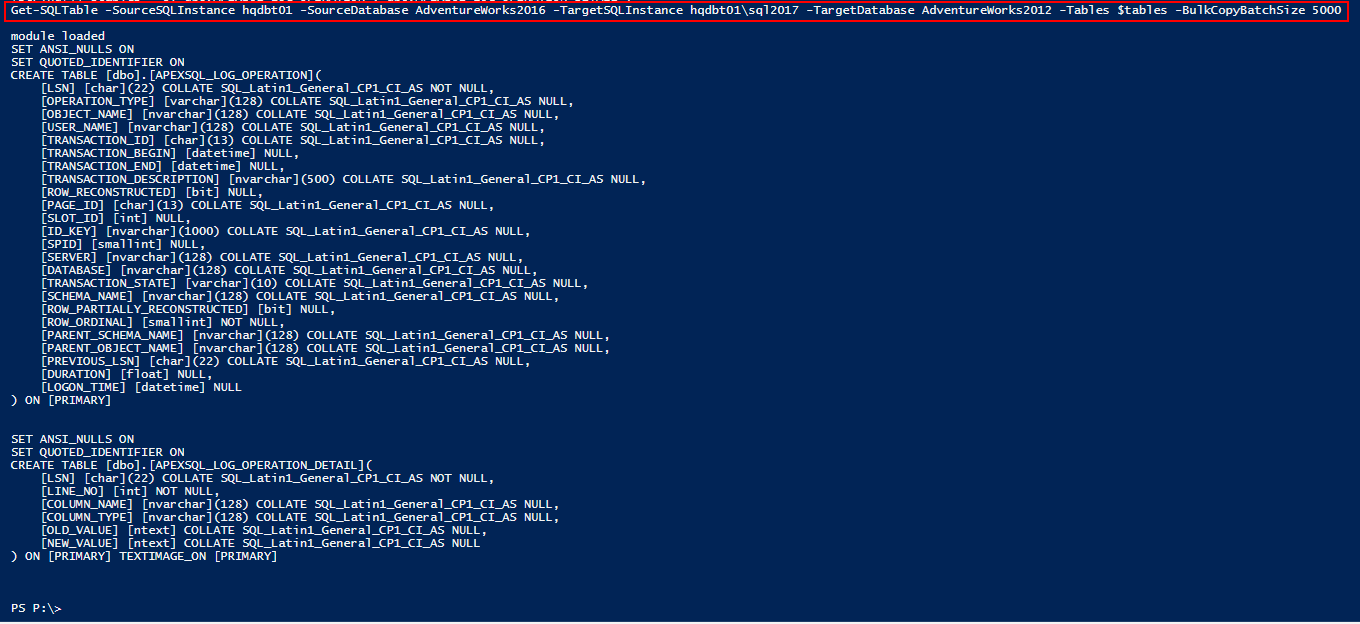 Get-SQLTable -SourceSQLInstance hqdbt01 -SourceDatabase AdventureWorks2016 -TargetSQLInstance hqdbt01\sql2017 -TargetDatabase AdventureWorks2012 -Tables $tables -BulkCopyBatchSize 5000
module loaded
SET ANSI_NULLS ON
SET QUOTED_IDENTIFIER ON
CREATE TABLE [dbo].[APEXSQL_LOG_OPERATION](
    [LSN] [char](22) COLLATE SQL_Latin1_General_CP1_CI_AS NOT NULL,
    [OPERATION_TYPE] [varchar](128) COLLATE SQL_Latin1_General_CP1_CI_AS NULL,
    [OBJECT_NAME] [nvarchar](128) COLLATE SQL_Latin1_General_CP1_CI_AS NULL,
    [USER_NAME] [nvarchar](128) COLLATE SQL_Latin1_General_CP1_CI_AS NULL,
    [TRANSACTION_ID] [char](13) COLLATE SQL_Latin1_General_CP1_CI_AS NULL,
    [TRANSACTION_BEGIN] [datetime] NULL,
    [TRANSACTION_END] [datetime] NULL,
    [TRANSACTION_DESCRIPTION] [nvarchar](500) COLLATE SQL_Latin1_General_CP1_CI_AS NULL,
    [ROW_RECONSTRUCTED] [bit] NULL,
    [PAGE_ID] [char](13) COLLATE SQL_Latin1_General_CP1_CI_AS NULL,
    [SLOT_ID] [int] NULL,
    [ID_KEY] [nvarchar](1000) COLLATE SQL_Latin1_General_CP1_CI_AS NULL,
    [SPID] [smallint] NULL,
    [SERVER] [nvarchar](128) COLLATE SQL_Latin1_General_CP1_CI_AS NULL,
    [DATABASE] [nvarchar](128) COLLATE SQL_Latin1_General_CP1_CI_AS NULL,
    [TRANSACTION_STATE] [varchar](10) COLLATE SQL_Latin1_General_CP1_CI_AS NULL,
    [SCHEMA_NAME] [nvarchar](128) COLLATE SQL_Latin1_General_CP1_CI_AS NULL,
    [ROW_PARTIALLY_RECONSTRUCTED] [bit] NULL,
    [ROW_ORDINAL] [smallint] NOT NULL,
    [PARENT_SCHEMA_NAME] [nvarchar](128) COLLATE SQL_Latin1_General_CP1_CI_AS NULL,
    [PARENT_OBJECT_NAME] [nvarchar](128) COLLATE SQL_Latin1_General_CP1_CI_AS NULL,
    [PREVIOUS_LSN] [char](22) COLLATE SQL_Latin1_General_CP1_CI_AS NULL,
    [DURATION] [float] NULL,
    [LOGON_TIME] [datetime] NULL
) ON [PRIMARY]
SET ANSI_NULLS ON
SET QUOTED_IDENTIFIER ON
CREATE TABLE [dbo].[APEXSQL_LOG_OPERATION_DETAIL](
    [LSN] [char](22) COLLATE SQL_Latin1_General_CP1_CI_AS NOT NULL,
    [LINE_NO] [int] NOT NULL,
    [COLUMN_NAME] [nvarchar](128) COLLATE SQL_Latin1_General_CP1_CI_AS NULL,
    [COLUMN_TYPE] [nvarchar](128) COLLATE SQL_Latin1_General_CP1_CI_AS NULL,
    [OLD_VALUE] [ntext] COLLATE SQL_Latin1_General_CP1_CI_AS NULL,
    [NEW_VALUE] [ntext] COLLATE SQL_Latin1_General_CP1_CI_AS NULL
) ON [PRIMARY] TEXTIMAGE_ON [PRIMARY]
PS P:\>